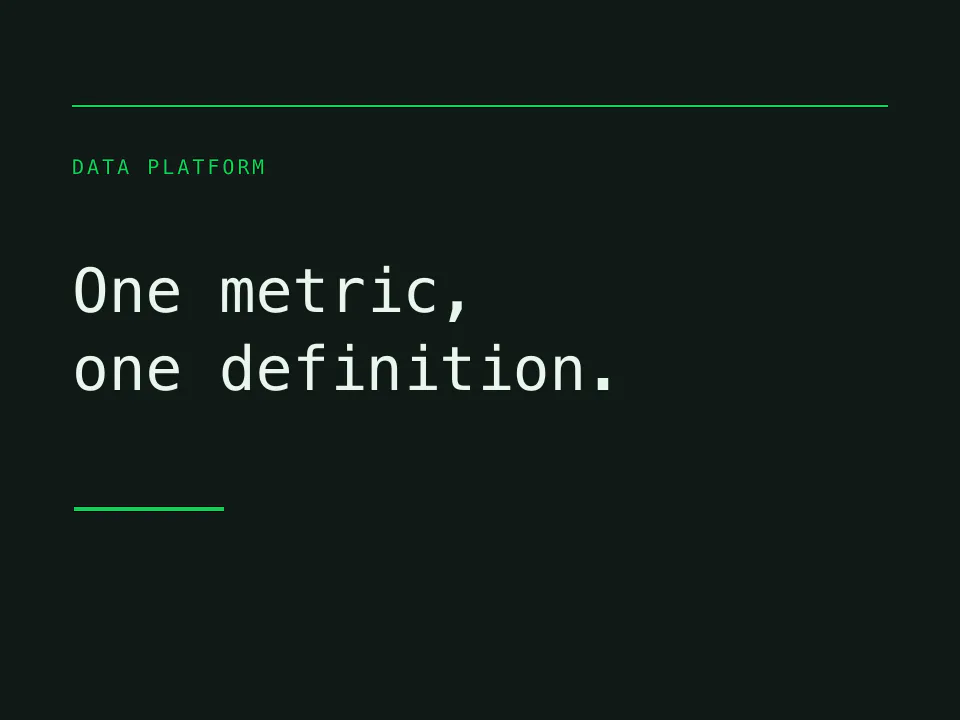 DATA PLATFORM
One metric,
one definition.